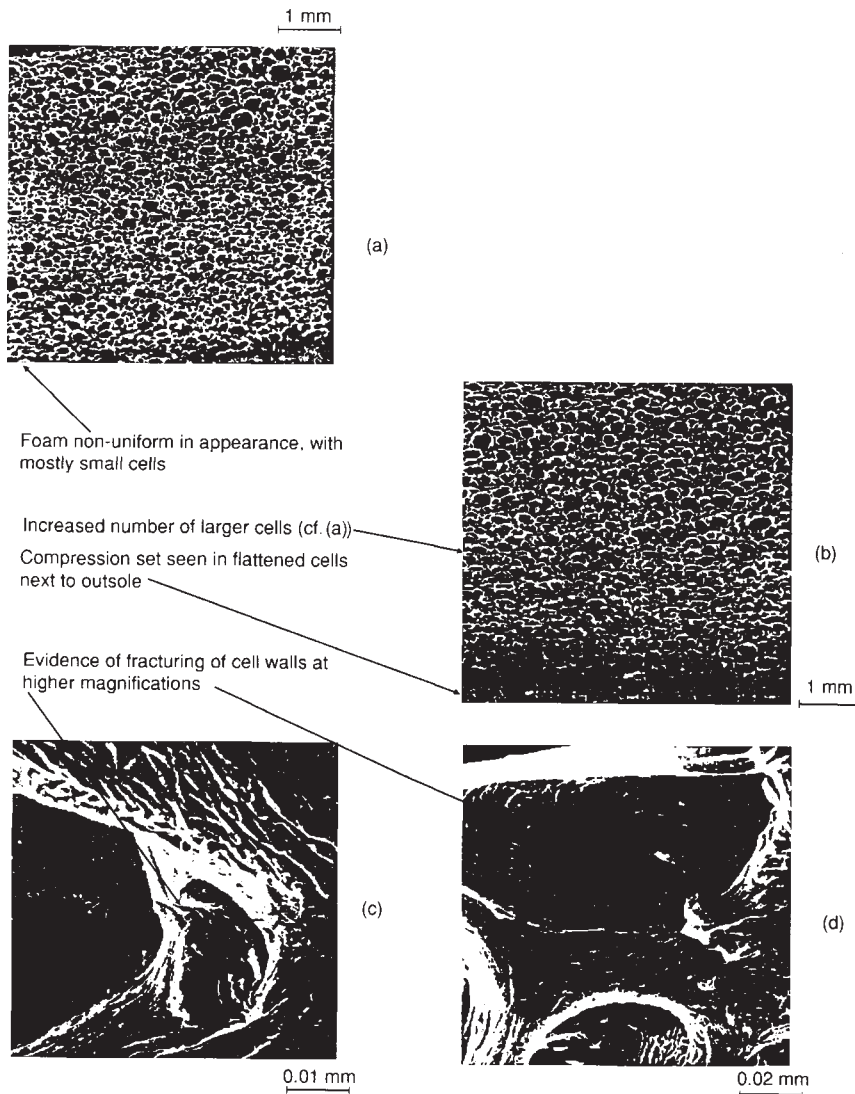 1 mm
(a)
Foam non-uniform in appearance, with
mostly small cells
Increased number of larger cells (cf. (a))
(b)
Compression set seen in flattened cells
next to outsole
1 mm
Evidence of fracturing of cell walls at
higher magnifications
(c)
(d)
0.01 mm
0.02 mm